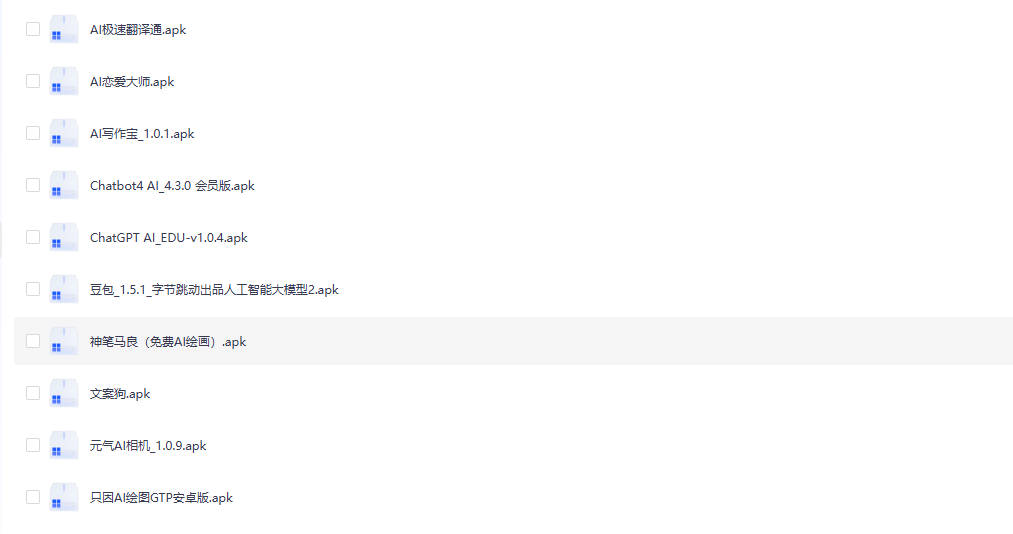 AI极速翻译通.apk
AI恋爱大师.apk
AI写作宝_1.0.1.apk
Chatbot4 AI_4.3.0 会员版.apk
ChatGPT AI_EDU-v1.0.4.apk
豆包_1.5.1_字节跳动出品人工智能大模型2.apk
神笔马良（免费AI绘画）.apk
文案狗.apk
元气AI相机_1.0.9.apk
只因AI绘图GTP安卓版.apk